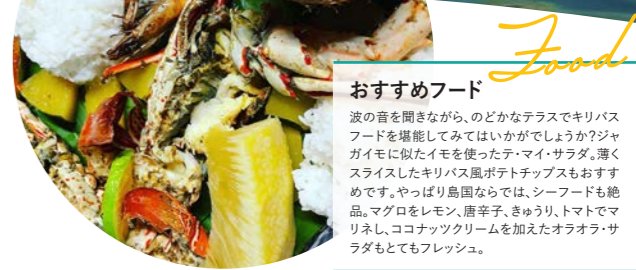 Food
おすすめフード
波の音を聞きながら、のどかなテラスでキリバス
フードを堪能してみてはいかがでしょうか?ジャ
ガイモに似たイモを使ったテ・マイ・サラダ。薄く
スライスしたキリバス風ポテトチップスもおすす
めです。やっぱり島国ならでは、シーフードも絶
品。マグロをレモン、唐辛子、きゅうり、トマトでマ
リネし、ココナッツクリームを加えたオラオラ・サ
ラダもとてもフレッシュ。